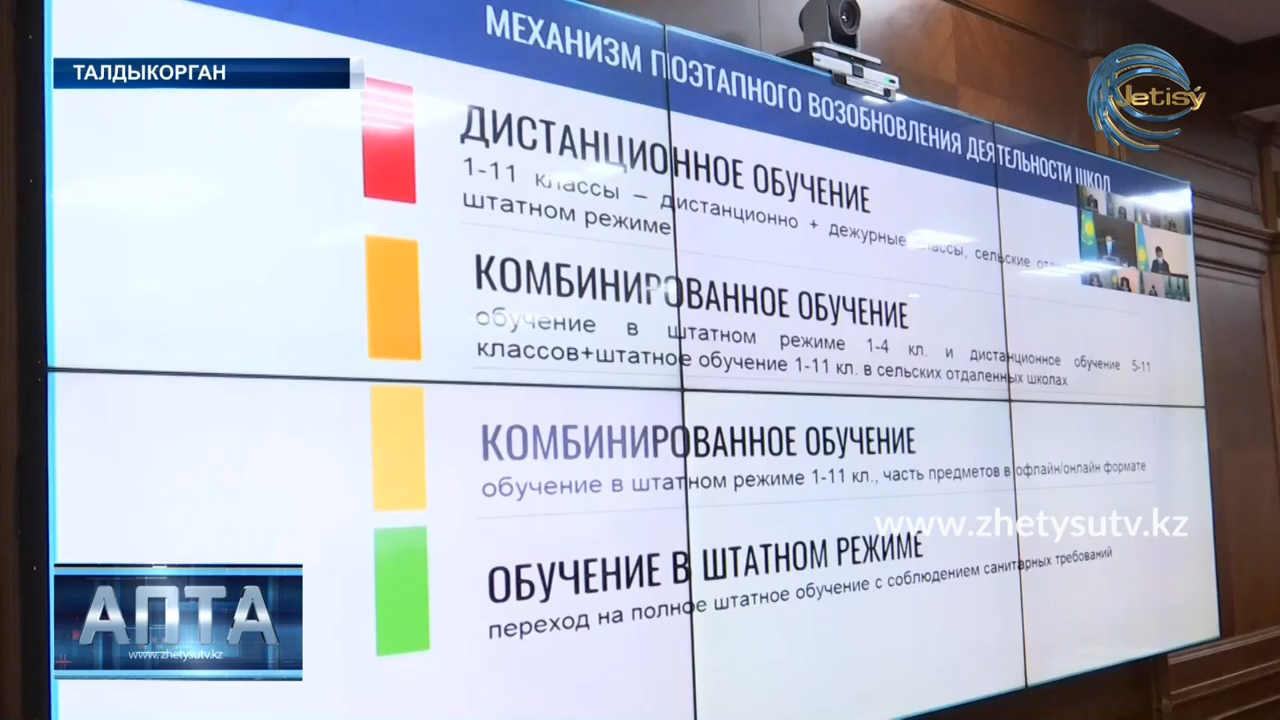 ТАЛДЫКОРГАН
Jetisý
МЕХАНИЗМ ПОЭТАПНОГО ВОЗОБНОВЛЕНИЯ ДЕЯТЕЛЬНОСТИ ШКОЛ
ДИСТАНЦИОННОЕ ОБУЧЕНИЕ
1-11 классы – дистанционно + дежурные классы, сельские
штатном режиме
КОМБИНИРОВАННОЕ ОБУЧЕНИЕ
обучение в штатном режиме 1-4 кл. и дистанционное обучение 5-11
классов+штатное обучение 1-11 кл. в сельских отдаленных школах
КОМБИНИРОВАННОЕ ОБУЧЕНИЕ
обучение в штатном режиме 1-11 кл., часть предметов в офлайн/онлайн формате
www.zhetysutv.kz
ОБУЧЕНИЕ В ШТАТНОМ РЕЖИМЕ
переход на полное штатное обучение с соблюдением санитарных требований
АПТА
www.zhetysutv.kz